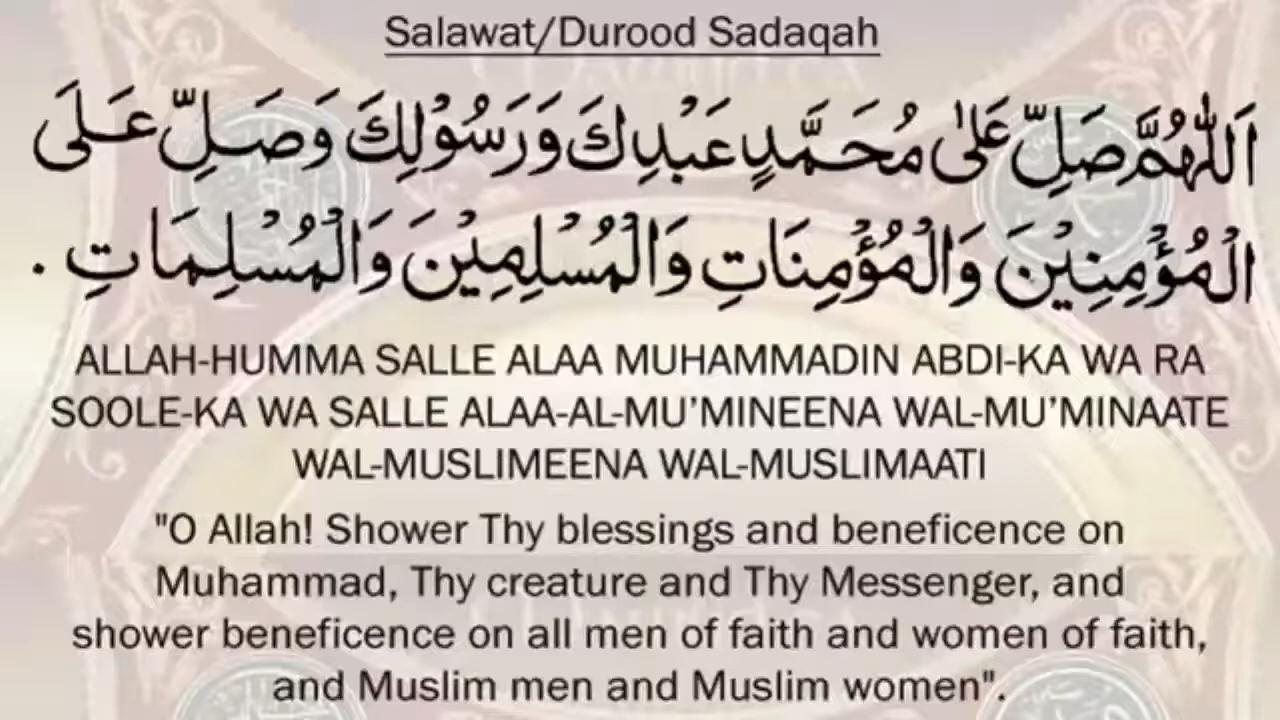 Salawat/Durood Sadaqah
اَللّٰهُمَّ صَلِّ عَلٰى مُحَمَّدٍ عَبْدِكَ وَرَسُوْلِكَ وَصَلِّ عَلَى
الْمُؤْمِنِيْنَ وَالْمُؤْمِنَاتِ وَالْمُسْلِمِيْنَ وَالْمُسْلِمَاتِ .
ALLAH-HUMMA SALLE ALAA MUHAMMADIN ABDI-KA WA RA
SOOLE-KA WA SALLE ALAA-AL-MU’MINEENA WAL-MU’MINAATE
WAL-MUSLIMEENA WAL-MUSLIMAATI
"O Allah! Shower Thy blessings and beneficence on
Muhammad, Thy creature and Thy Messenger, and
shower beneficence on all men of faith and women of faith,
and Muslim men and Muslim women".